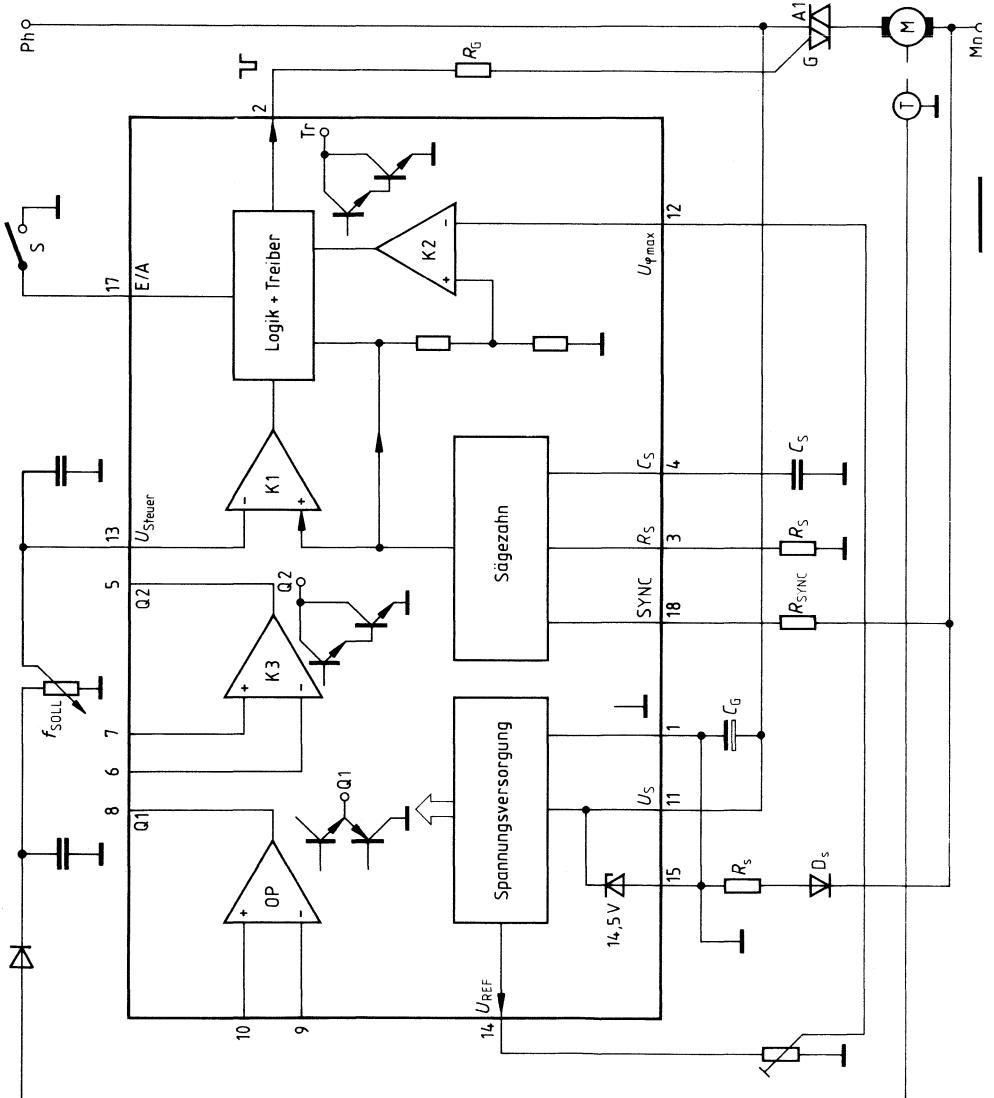 Ph
A1
G
M
Mp
R_G
T
2
S
17
E/A
Tr
Logik + Treiber
K2
+
-
U_φmax
12
13
U_Steuer
K1
-
+
C_S
4
C_S
5
Q2
Q2
K3
+
-
Sägezahn
R_S
3
R_S
SYNC
18
R_SYNC
f_SOLL
7
6
8
Q1
Q1
OP
+
-
Spannungsversorgung
1
C_G
U_S
11
14,5 V
15
R_s
D_s
10
9
14
U_REF